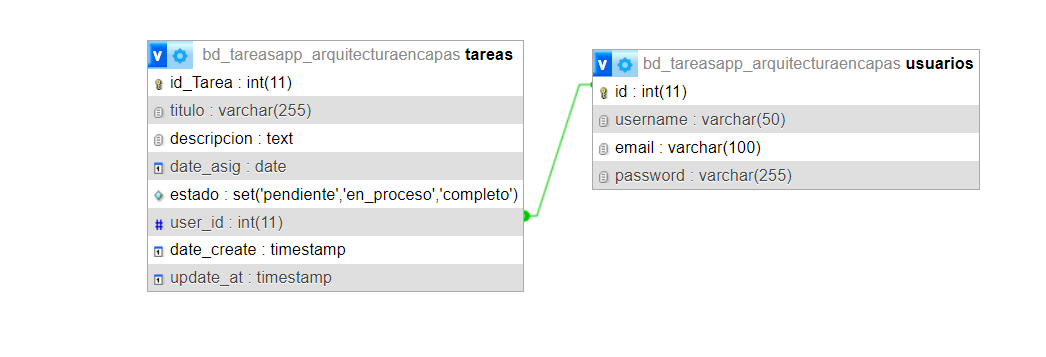 v bd_tareasapp_arquitecturaencapas tareas
id_Tarea : int(11)
titulo : varchar(255)
descripcion : text
date_asig : date
estado : set('pendiente','en_proceso','completo')
# user_id : int(11)
date_create : timestamp
update_at : timestamp
v bd_tareasapp_arquitecturaencapas usuarios
id : int(11)
username : varchar(50)
email : varchar(100)
password : varchar(255)